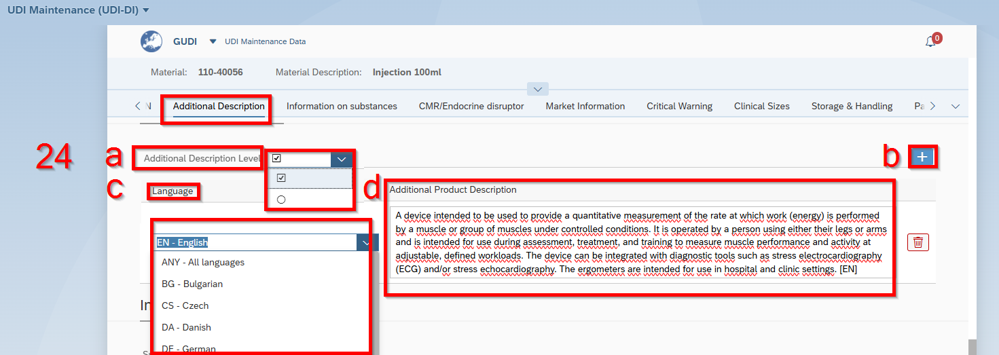 UDI Maintenance (UDI-DI)
GUDI UDI Maintenance Data
0
Material: 110-40056 Material Description: Injection 100ml
Additional Description Information on substances CMR/Endocrine disruptor Market Information Critical Warning Clinical Sizes Storage & Handling
24 a Additional Description Level b
c Language d Additional Product Description
A device intended to be used to provide a quantitative measurement of the rate at which work (energy) is performed
by a muscle or group of muscles under controlled conditions. It is operated by a person using either their legs or arms
and is intended for use during assessment, treatment, and training to measure muscle performance and activity at
adjustable, defined workloads. The device can be integrated with diagnostic tools such as stress electrocardiography
(ECG) and/or stress echocardiography. The ergometers are intended for use in hospital and clinic settings. [EN]
EN - English
ANY - All languages
BG - Bulgarian
CS - Czech
DA - Danish
DE - German